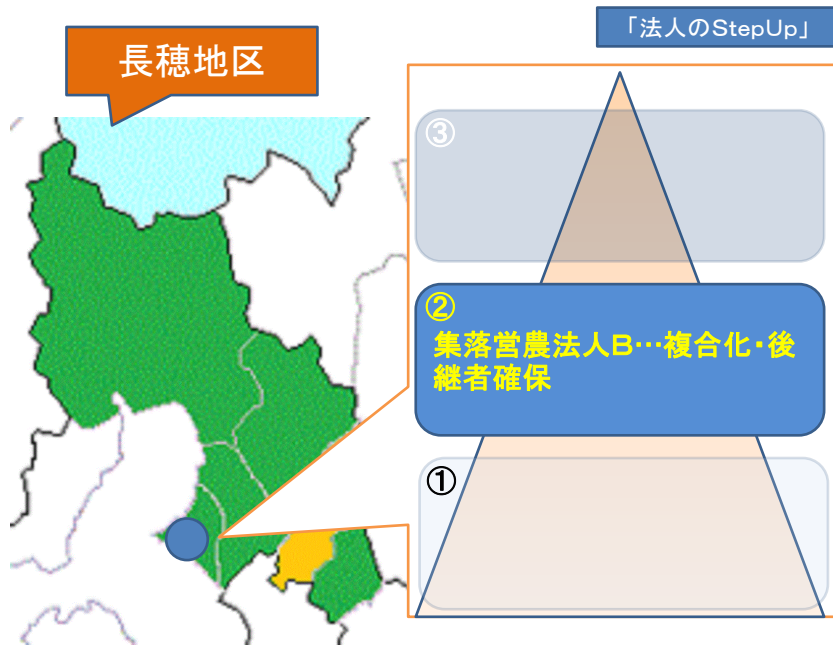 「法人のStepUp」
長穂地区
③
②
集落営農法人B…複合化・後
継者確保
①